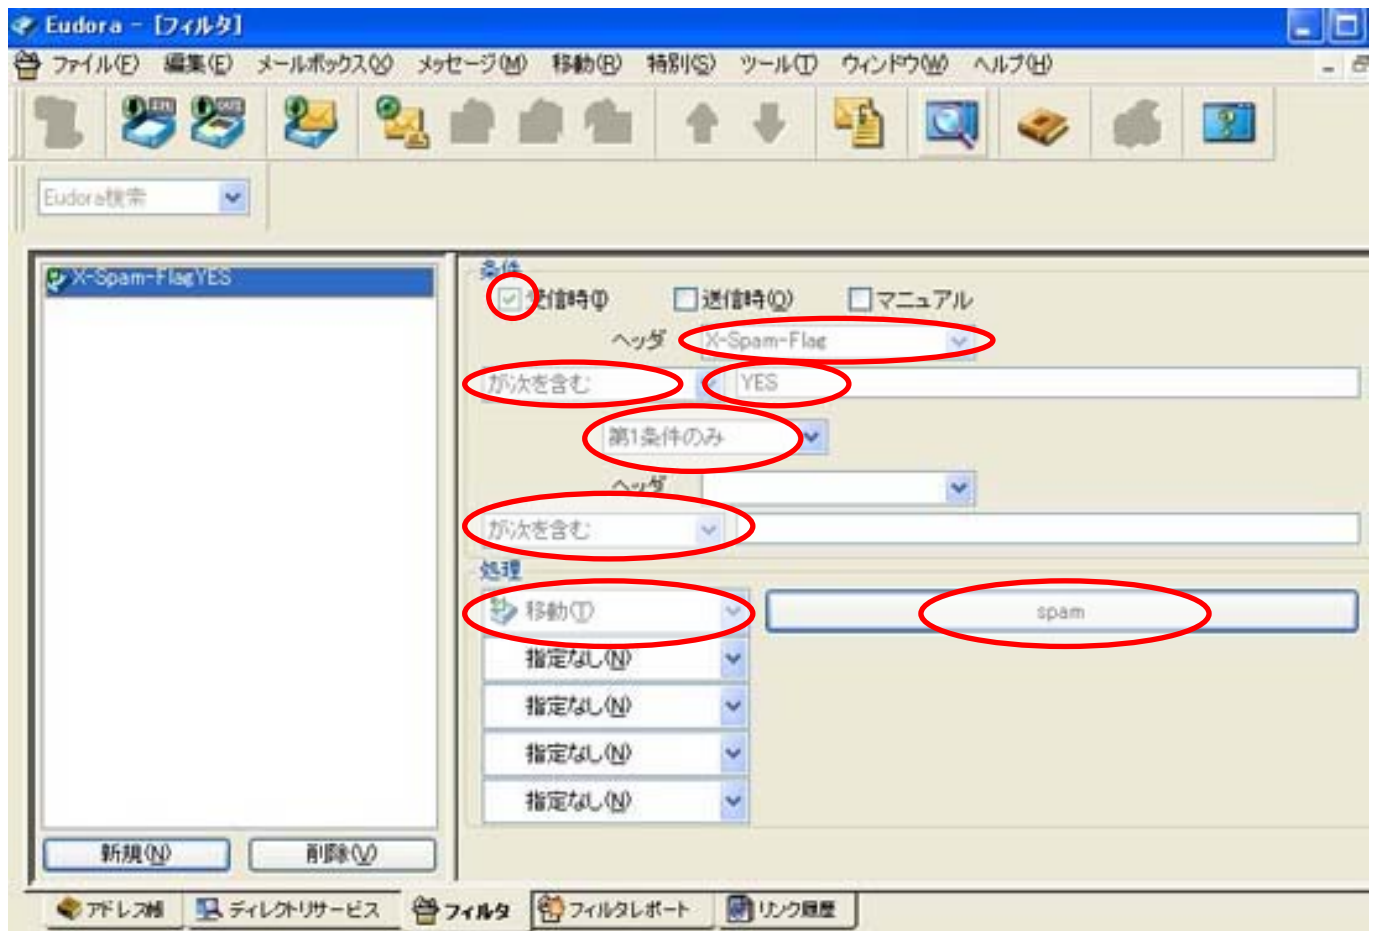 Eudora - [フィルタ]
ファイル(F) 編集(E) メールボックス(X) メッセージ(M) 移動(R) 特別(S) ツール(T) ウィンドウ(W) ヘルプ(H)
Eudora検索
X-Spam-FlagYES
条件
受信時(I) 送信時(O) マニュアル
ヘッダ X-Spam-Flag
が次を含む YES
第1条件のみ
ヘッダ
が次を含む
処理
移動(T) spam
指定なし(N)
指定なし(N)
指定なし(N)
指定なし(N)
新規(N) 削除(V)
アドレス帳 ディレクトリサービス フィルタ フィルタレポート リンク履歴